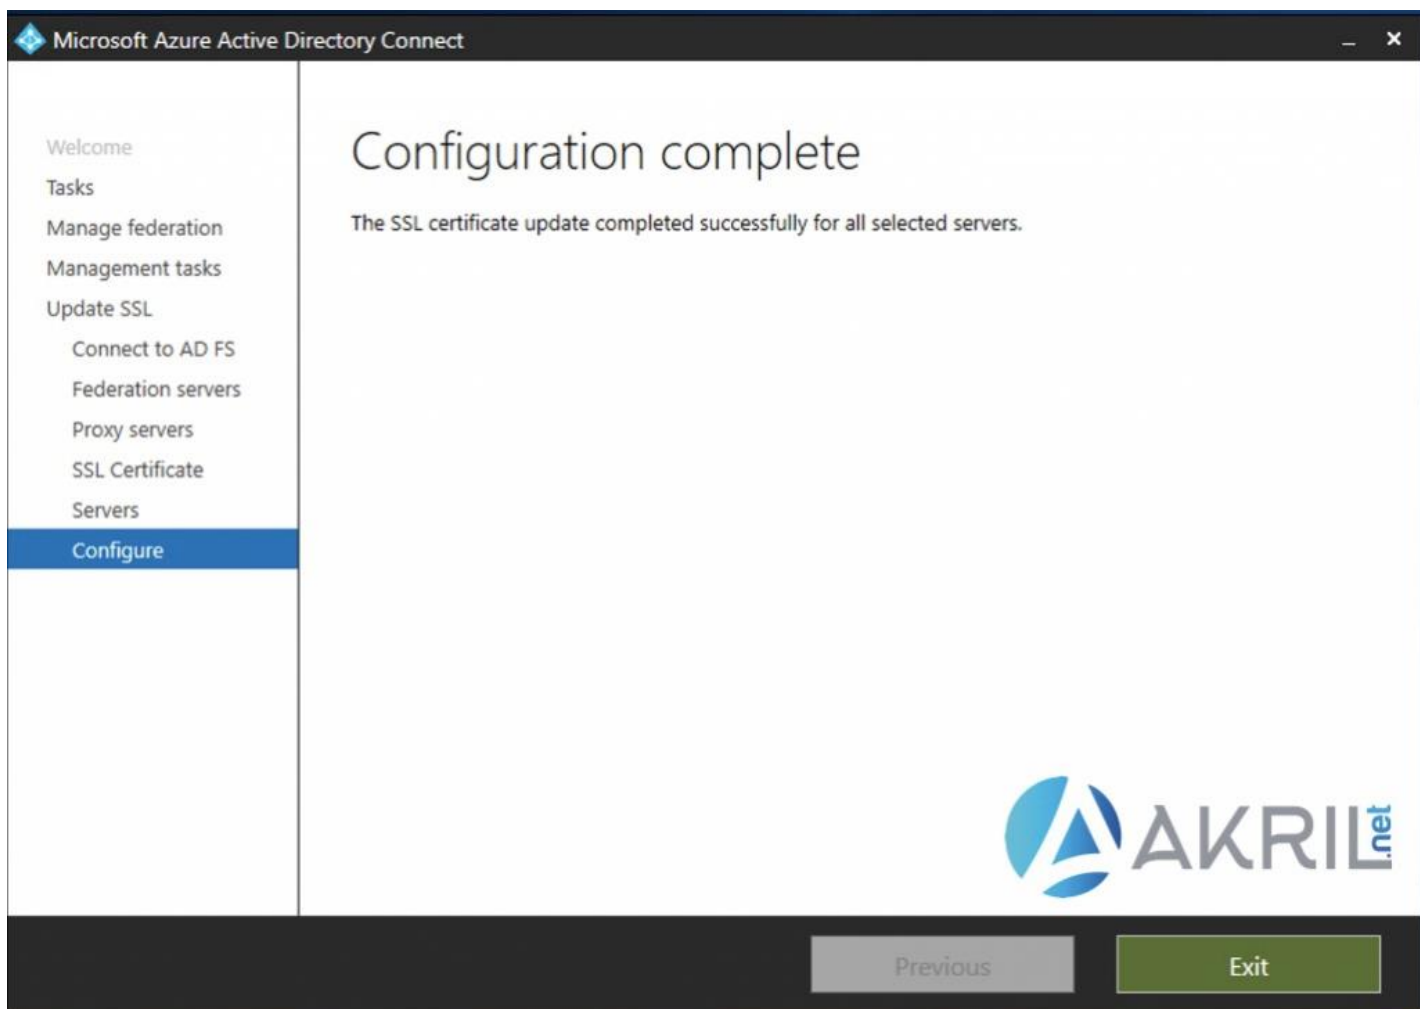 Microsoft Azure Active Directory Connect
Welcome
Tasks
Manage federation
Management tasks
Update SSL
Connect to AD FS
Federation servers
Proxy servers
SSL Certificate
Servers
Configure
Configuration complete
The SSL certificate update completed successfully for all selected servers.
AKRIL.net
Previous
Exit